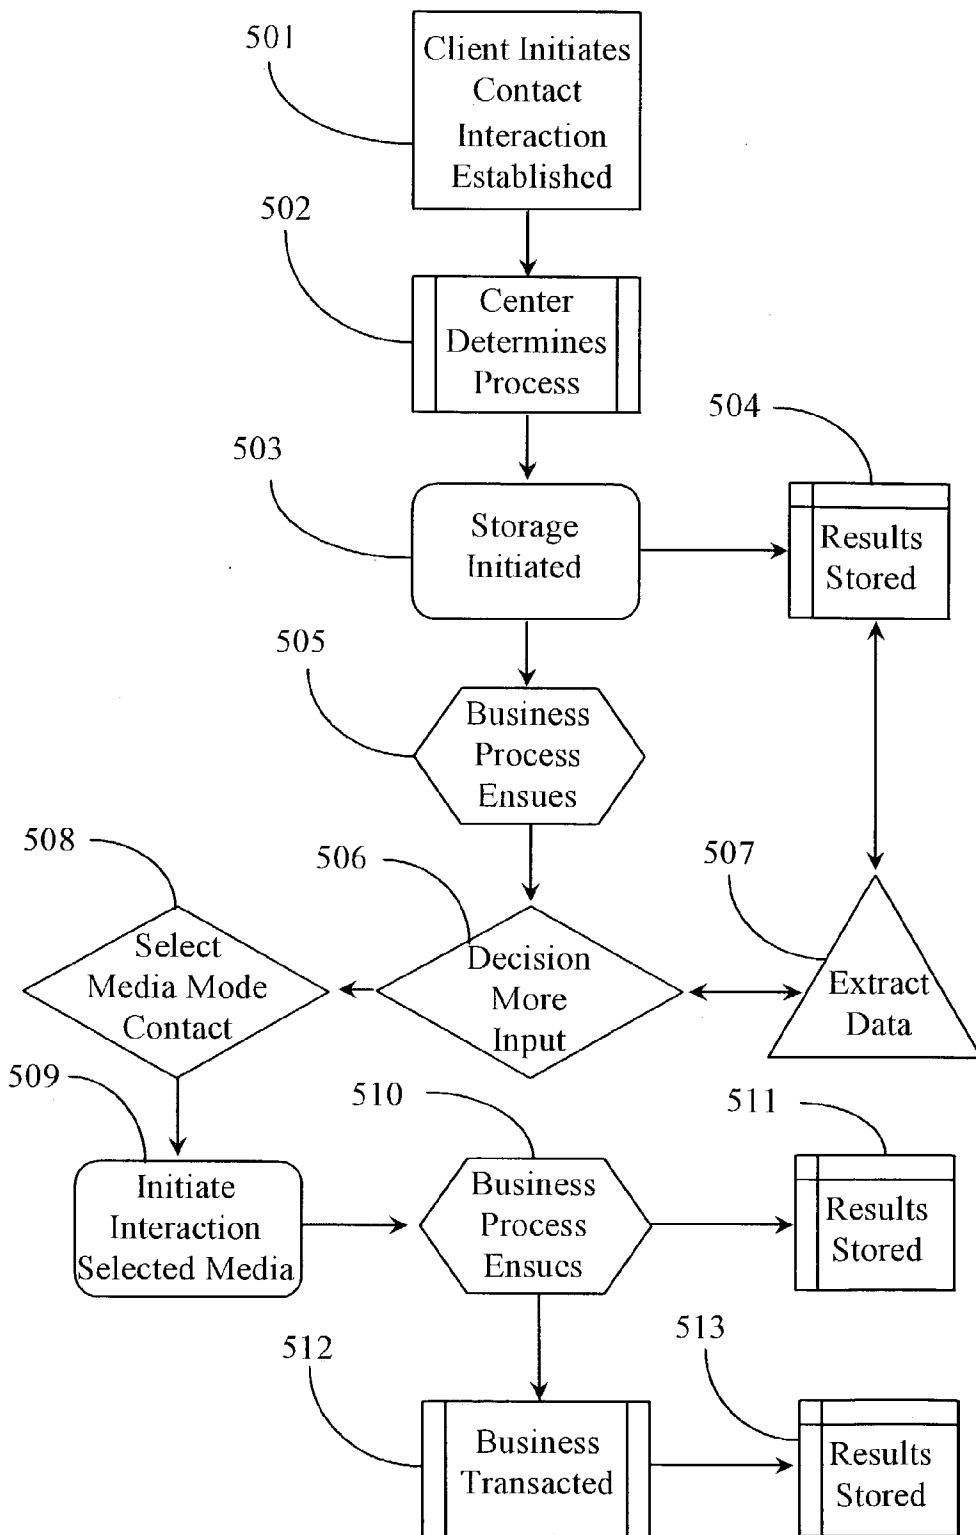 501
Client Initiates
Contact
Interaction
Established
502
Center
Determines
Process
503
Storage
Initiated
504
Results
Stored
505
Business
Process
Ensues
506
Decision
More
Input
507
Extract
Data
508
Select
Media Mode
Contact
509
Initiate
Interaction
Selected Media
510
Business
Process
Ensues
511
Results
Stored
512
Business
Transacted
513
Results
Stored